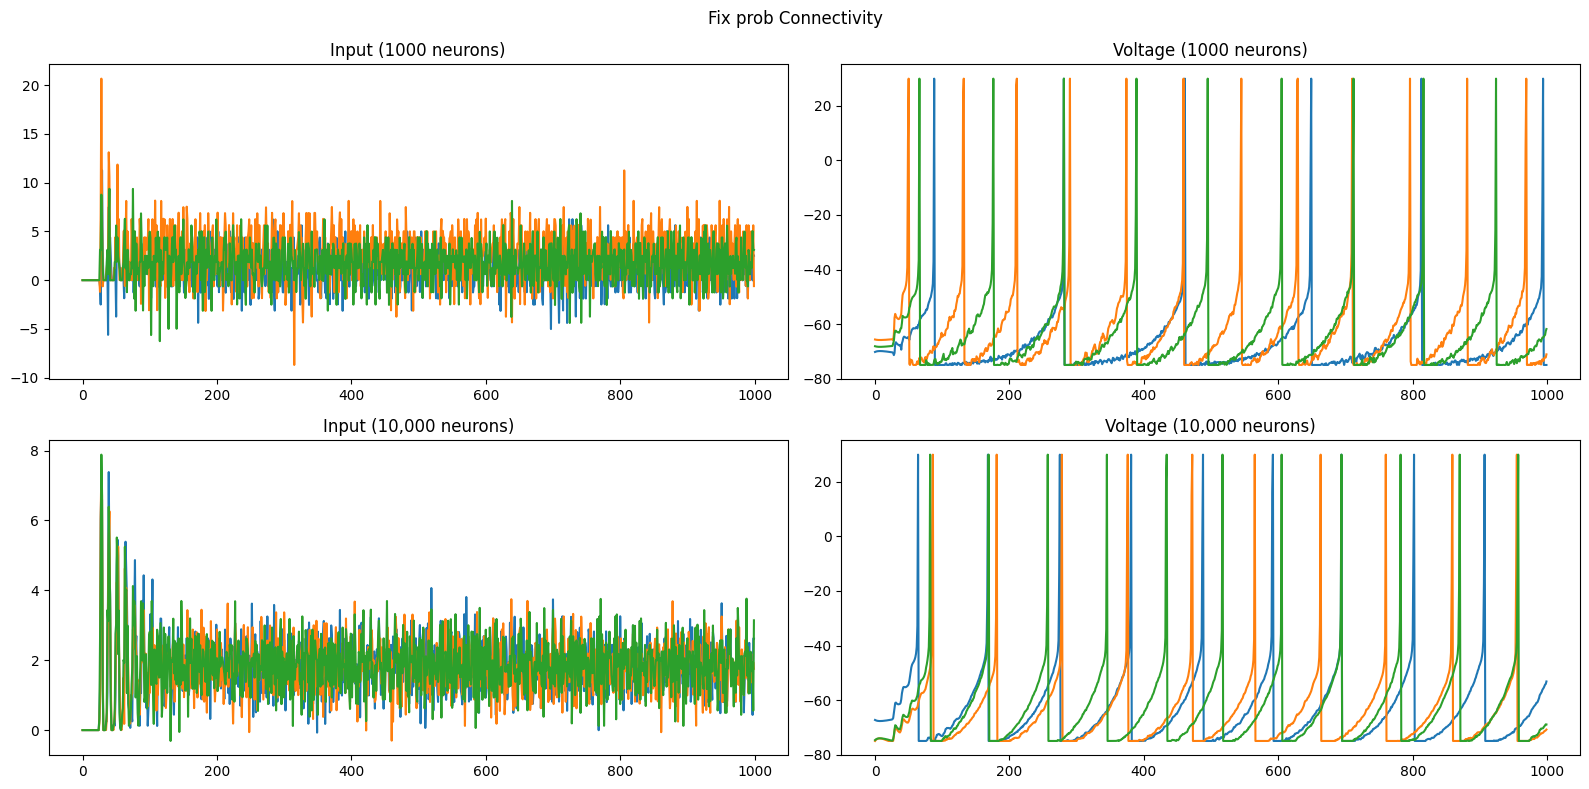 Fix prob Connectivity
Input (1000 neurons)
20
15
10
5
0
−5
−10
0 200 400 600 800 1000
Voltage (1000 neurons)
20
0
−20
−40
−60
−80
0 200 400 600 800 1000
Input (10,000 neurons)
8
6
4
2
0
0 200 400 600 800 1000
Voltage (10,000 neurons)
20
0
−20
−40
−60
−80
0 200 400 600 800 1000